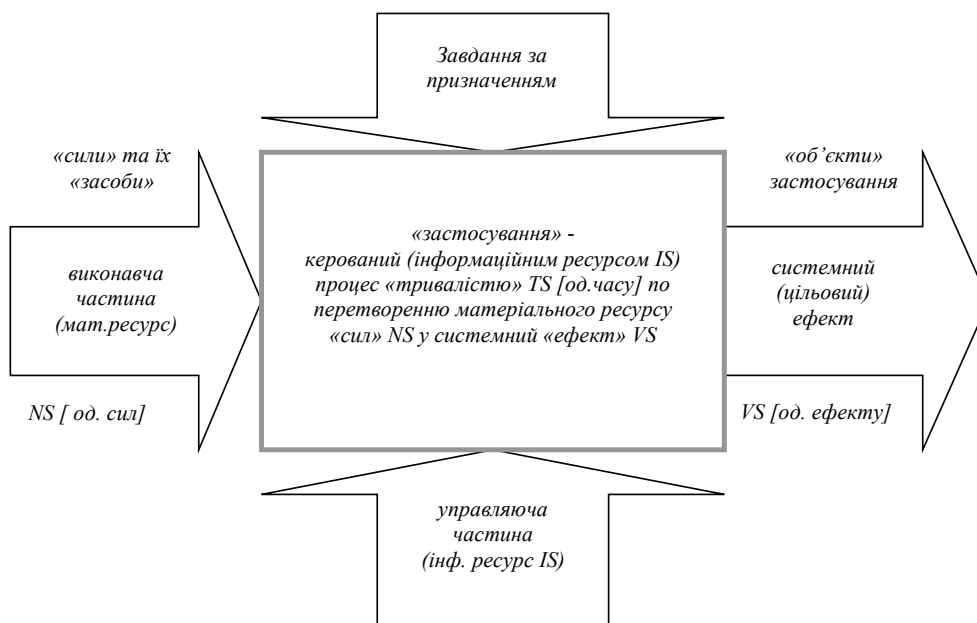 Завдання за
призначенням
«сили» та їх
«засоби»
виконавча
частина
(мат.ресурс)
NS [ од. сил]
«застосування» -
керований (інформаційним ресурсом IS)
процес «тривалістю» TS [од.часу] по
перетворенню матеріального ресурсу
«сил» NS у системний «ефект» VS
«об’єкти»
застосування
системний
(цільовий)
ефект
VS [од. ефекту]
управляюча
частина
(інф. ресурс IS)